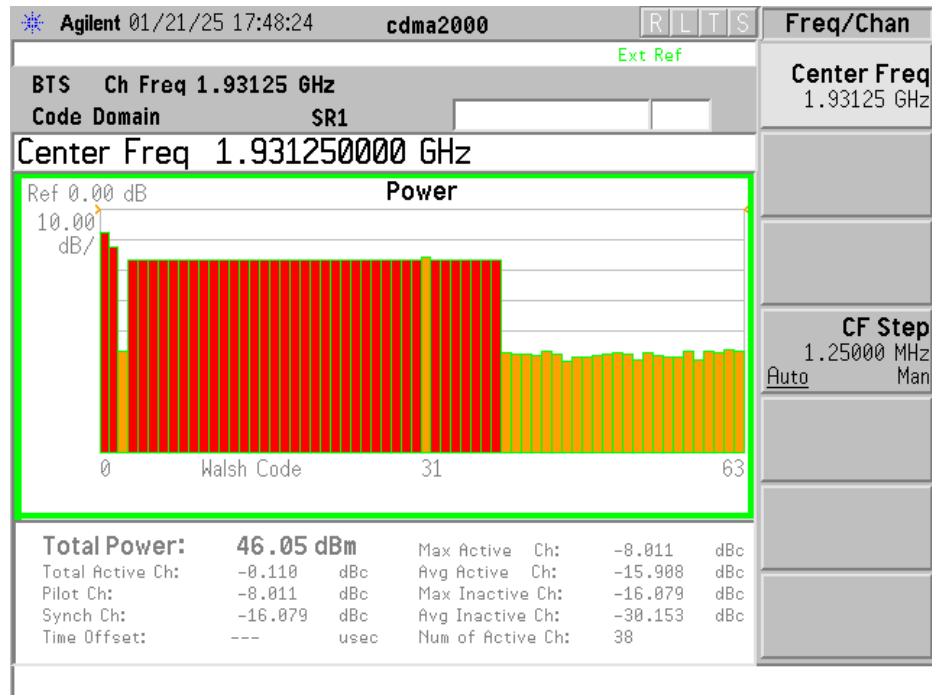 Agilent 01/21/25 17:48:24 cdma2000 R L T S Freq/Chan
Ext Ref
BTS Ch Freq 1.93125 GHz
Code Domain SR1
Center Freq 1.931250000 GHz
Ref 0.00 dB Power
10.00
dB/
0 Walsh Code 31 63
Total Power: 46.05 dBm
Total Active Ch: -0.110 dBc
Pilot Ch: -8.011 dBc
Synch Ch: -16.079 dBc
Time Offset: --- usec
Max Active Ch: -8.011 dBc
Avg Active Ch: -15.908 dBc
Max Inactive Ch: -16.079 dBc
Avg Inactive Ch: -30.153 dBc
Num of Active Ch: 38
Center Freq
1.93125 GHz
CF Step
1.25000 MHz
Auto Man